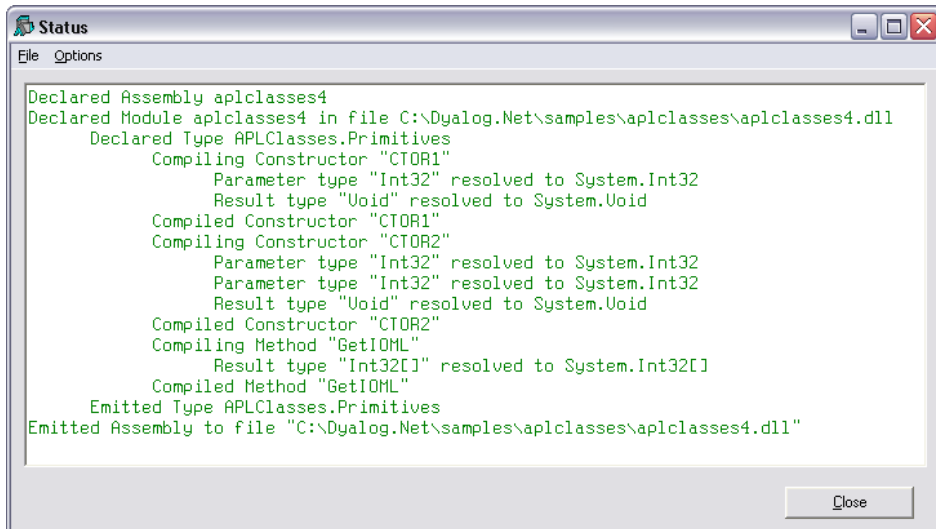 Status
File Options
Declared Assembly aplclasses4
Declared Module aplclasses4 in file C:\Dyalog.Net\samples\aplclasses\aplclasses4.dll
Declared Type APLClasses.Primitives
Compiling Constructor "CTOR1"
Parameter type "Int32" resolved to System.Int32
Result type "Void" resolved to System.Void
Compiled Constructor "CTOR1"
Compiling Constructor "CTOR2"
Parameter type "Int32" resolved to System.Int32
Parameter type "Int32" resolved to System.Int32
Result type "Void" resolved to System.Void
Compiled Constructor "CTOR2"
Compiling Method "GetIOML"
Result type "Int32[]" resolved to System.Int32[]
Compiled Method "GetIOML"
Emitted Type APLClasses.Primitives
Emitted Assembly to file "C:\Dyalog.Net\samples\aplclasses\aplclasses4.dll"
Close